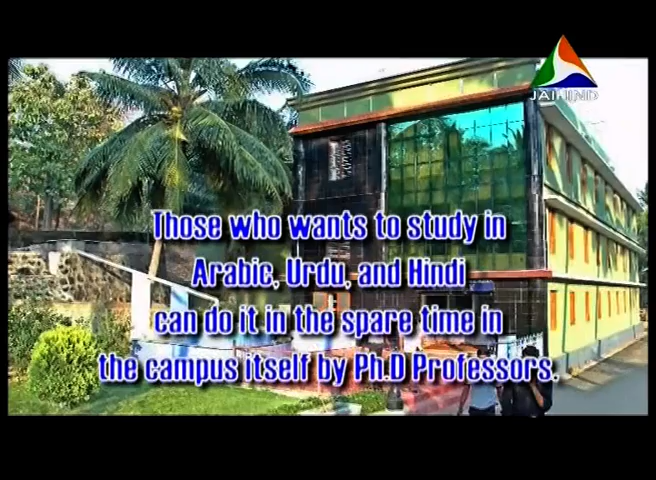 JAIHIND
Those who wants to study in
Arabic, Urdu, and Hindi
can do it in the spare time in
the campus itself by Ph.D Professors.